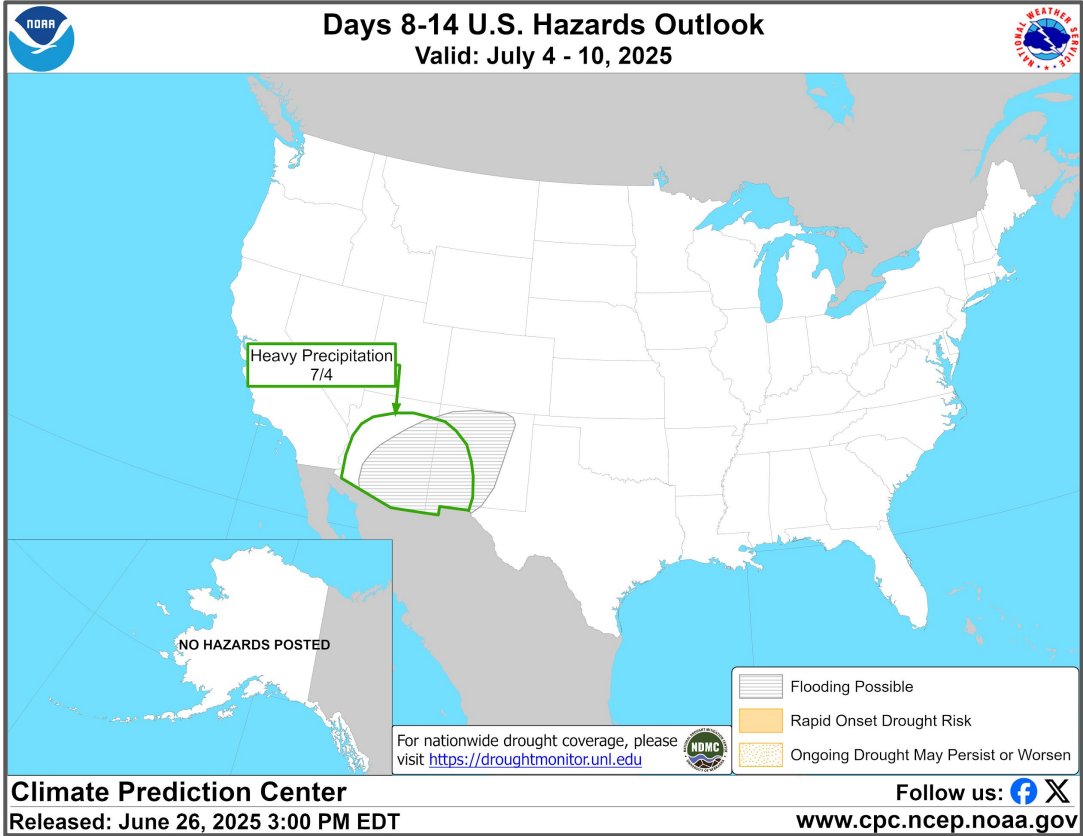 NOAA
Days 8-14 U.S. Hazards Outlook
Valid: July 4 - 10, 2025
NATIONAL WEATHER SERVICE
Heavy Precipitation
7/4
NO HAZARDS POSTED
For nationwide drought coverage, please
visit https://droughtmonitor.unl.edu
NDMC
Flooding Possible
Rapid Onset Drought Risk
Ongoing Drought May Persist or Worsen
Climate Prediction Center
Released: June 26, 2025 3:00 PM EDT
Follow us:
www.cpc.ncep.noaa.gov